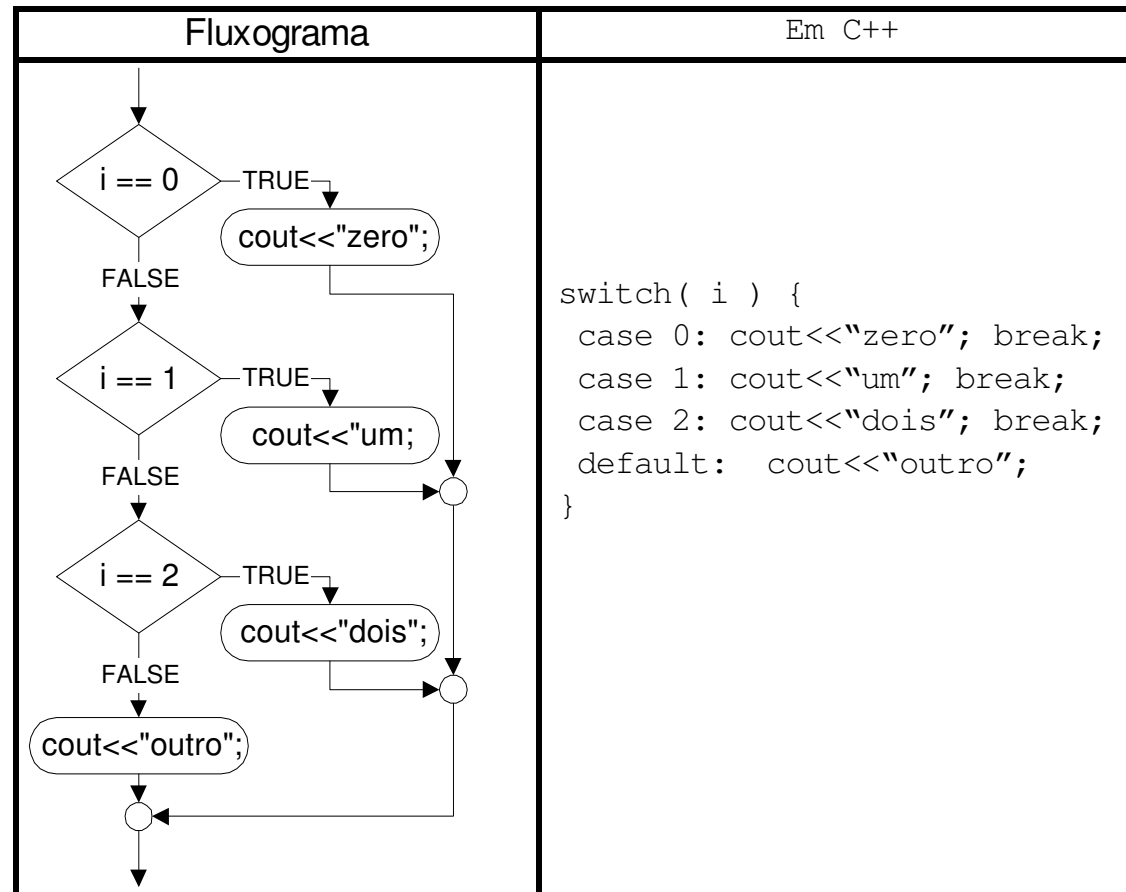 Fluxograma
Em C++
i == 0
TRUE
cout<<"zero";
FALSE
i == 1
TRUE
cout<<"um;
FALSE
i == 2
TRUE
cout<<"dois";
FALSE
cout<<"outro";
switch( i ) {
case 0: cout<<“zero”; break;
case 1: cout<<“um”; break;
case 2: cout<<“dois”; break;
default: cout<<“outro”;
}